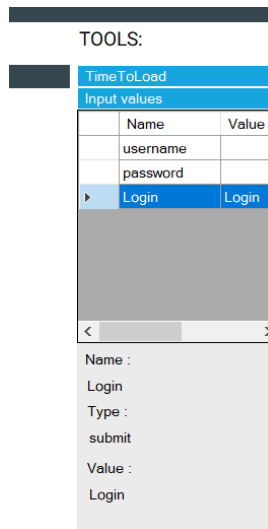 TOOLS:
TimeToLoad
Input values
Name Value
username
password
Login Login
Name :
Login
Type :
submit
Value :
Login